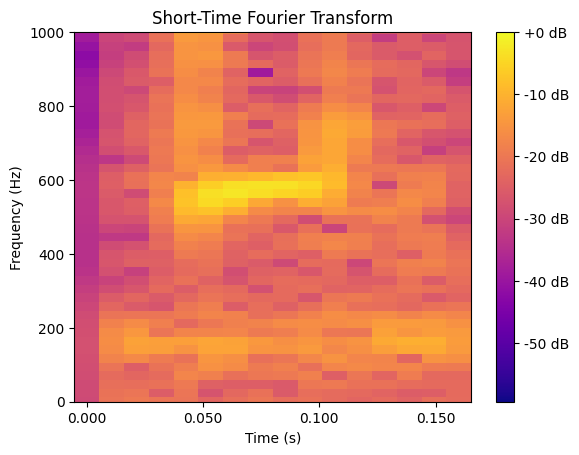 Short-Time Fourier Transform
1000
800
600
400
200
0
Frequency (Hz)
0.000
0.050
0.100
0.150
Time (s)
+0 dB
-10 dB
-20 dB
-30 dB
-40 dB
-50 dB